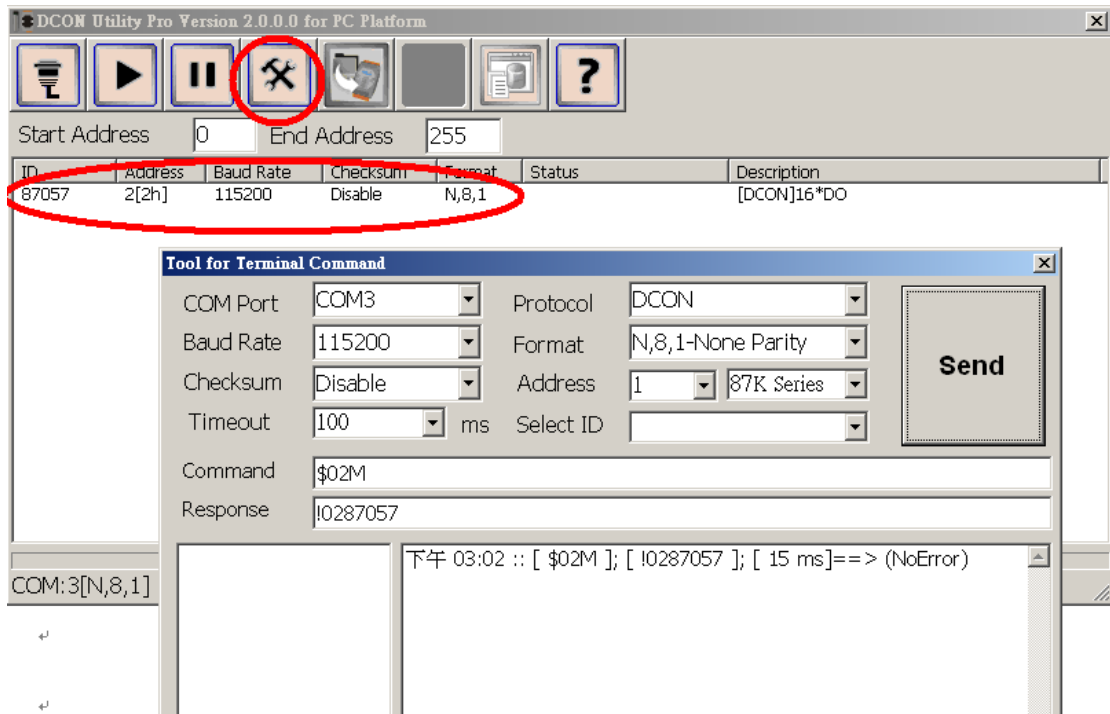 DCON Utility Pro Version 2.0.0.0 for PC Platform
Start Address 0 End Address 255
ID Address Baud Rate Checksum Format Status Description
87057 2[2h] 115200 Disable N,8,1 [DCON]16*DO
Tool for Terminal Command
COM Port COM3 Protocol DCON
Baud Rate 115200 Format N,8,1-None Parity
Send
Checksum Disable Address 1 87K Series
Timeout 100 ms Select ID
Command $02M
Response !0287057
下午 03:02 :: [ $02M ]; [ !0287057 ]; [ 15 ms]==> (NoError)
COM:3[N,8,1]